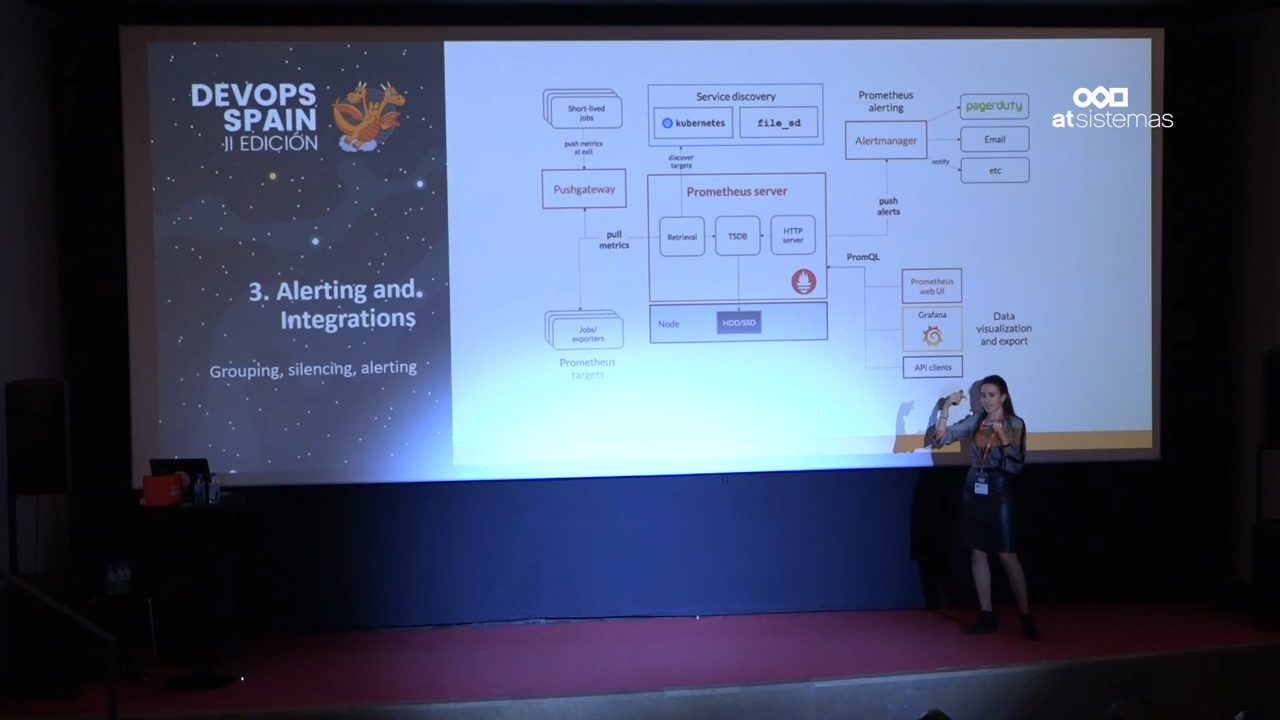 DEVOPS
SPAIN
II EDICIÓN
3. Alerting and
Integrations
Grouping, silencing, alerting
Short-lived
jobs
push metrics
at exit
Pushgateway
pull
metrics
Jobs/
exporters
Prometheus
targets
Service discovery
kubernetes
file_sd
discover
targets
Prometheus server
Retrieval
TSDB
HTTP
server
Node
HDD/SSD
Prometheus
alerting
Alertmanager
push
alerts
notify
pagerduty
Email
etc
PromQL
Prometheus
web UI
Grafana
API clients
Data
visualization
and export
atsistemas